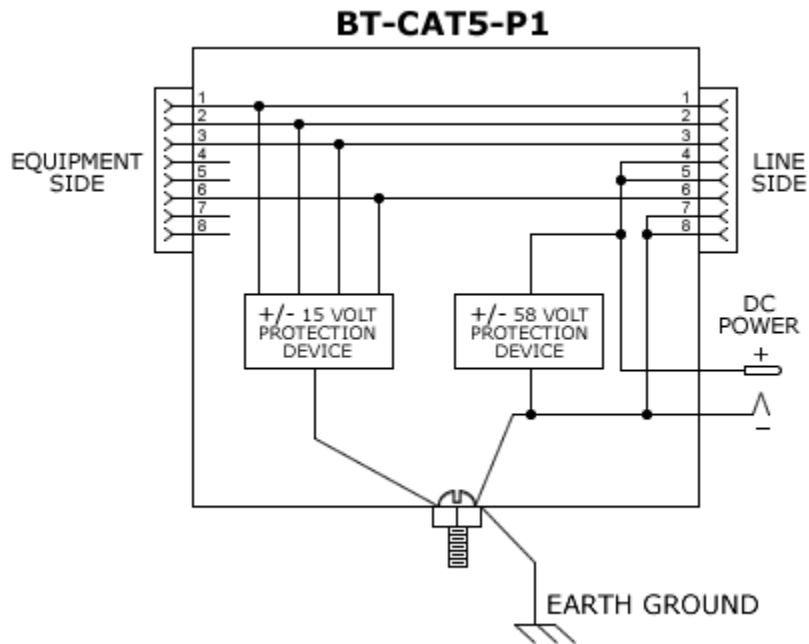 BT-CAT5-P1
1 1
2 2
3 3
4 4
5 5
6 6
7 7
8 8
EQUIPMENT
SIDE
LINE
SIDE
+/- 15 VOLT
PROTECTION
DEVICE
+/- 58 VOLT
PROTECTION
DEVICE
DC
POWER
+
−
EARTH GROUND